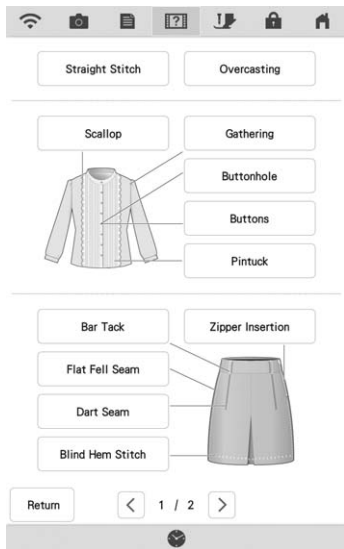 ?
Straight Stitch
Overcasting
Scallop
Gathering
Buttonhole
Buttons
Pintuck
Bar Tack
Zipper Insertion
Flat Fell Seam
Dart Seam
Blind Hem Stitch
Return
< 1 / 2 >